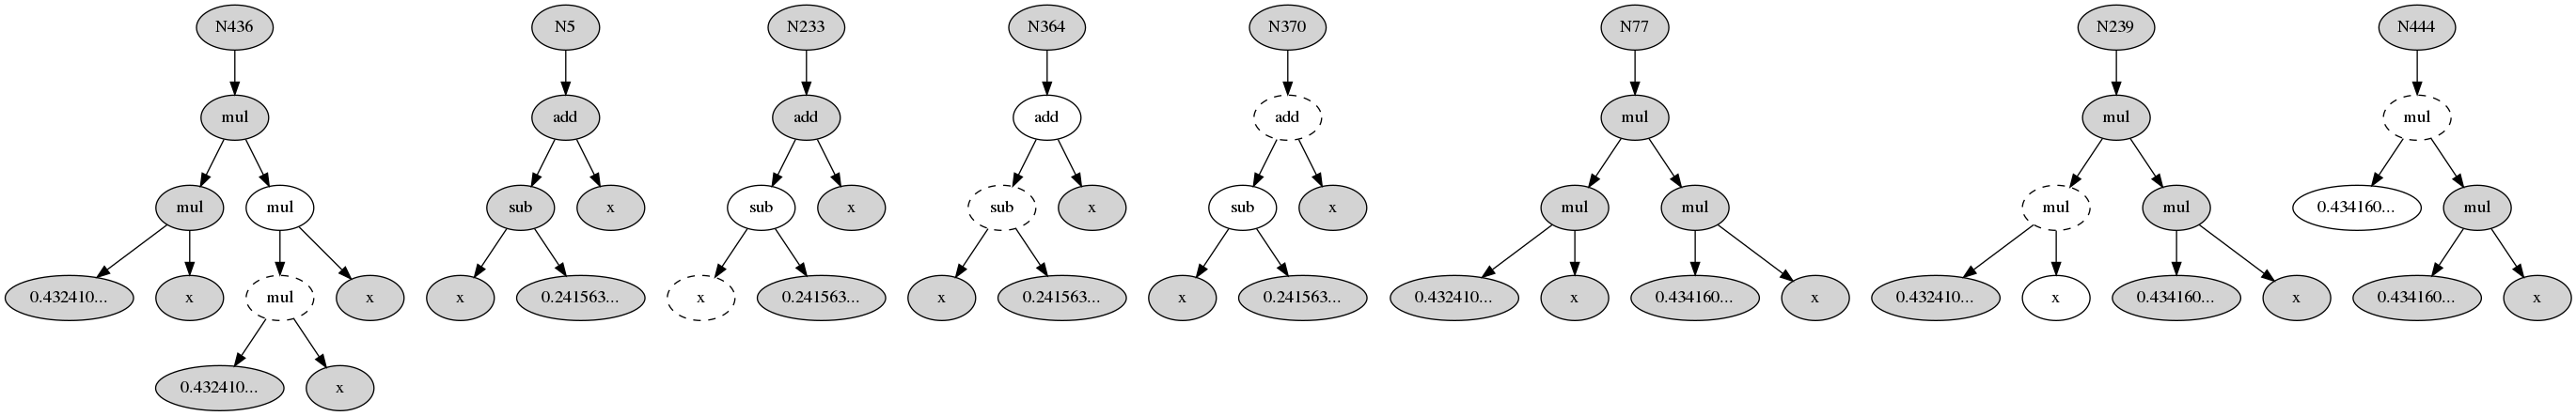 N436 N5 N233 N364 N370 N77 N239 N444
mul add add add add mul mul mul
mul mul sub x sub x sub x sub x mul mul mul mul 0.434160... mul
0.432410... x mul x x 0.241563... x 0.241563... x 0.241563... x 0.241563... 0.432410... x 0.434160... x 0.432410... x 0.434160... x 0.434160... x
0.432410... x